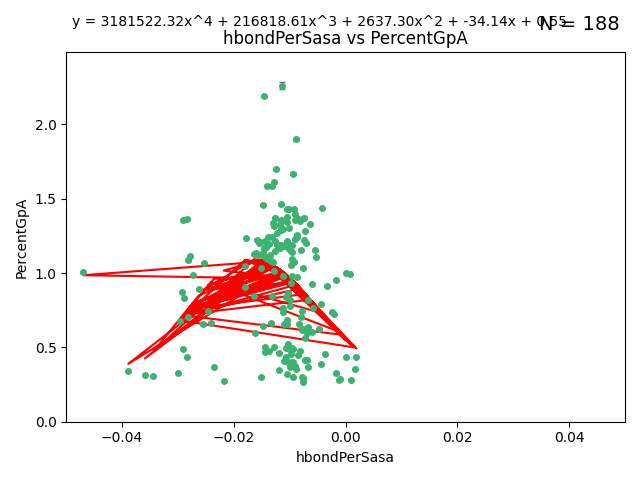 y = 3181522.32x^4 + 216818.61x^3 + 2637.30x^2 + -34.14x + 0.55
N = 188
hbondPerSasa vs PercentGpA
PercentGpA
2.0
1.5
1.0
0.5
0.0
−0.04 −0.02 0.00 0.02 0.04
hbondPerSasa